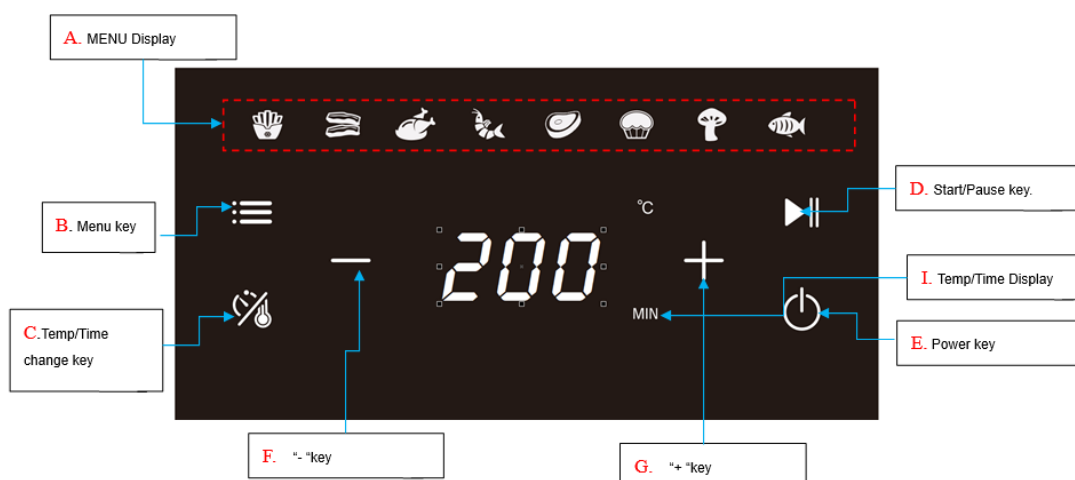 A. MENU Display
D. Start/Pause key.
B. Menu key
°C
200
I. Temp/Time Display
MIN
C.Temp/Time
change key
E. Power key
F. “- “key
G. “+ “key